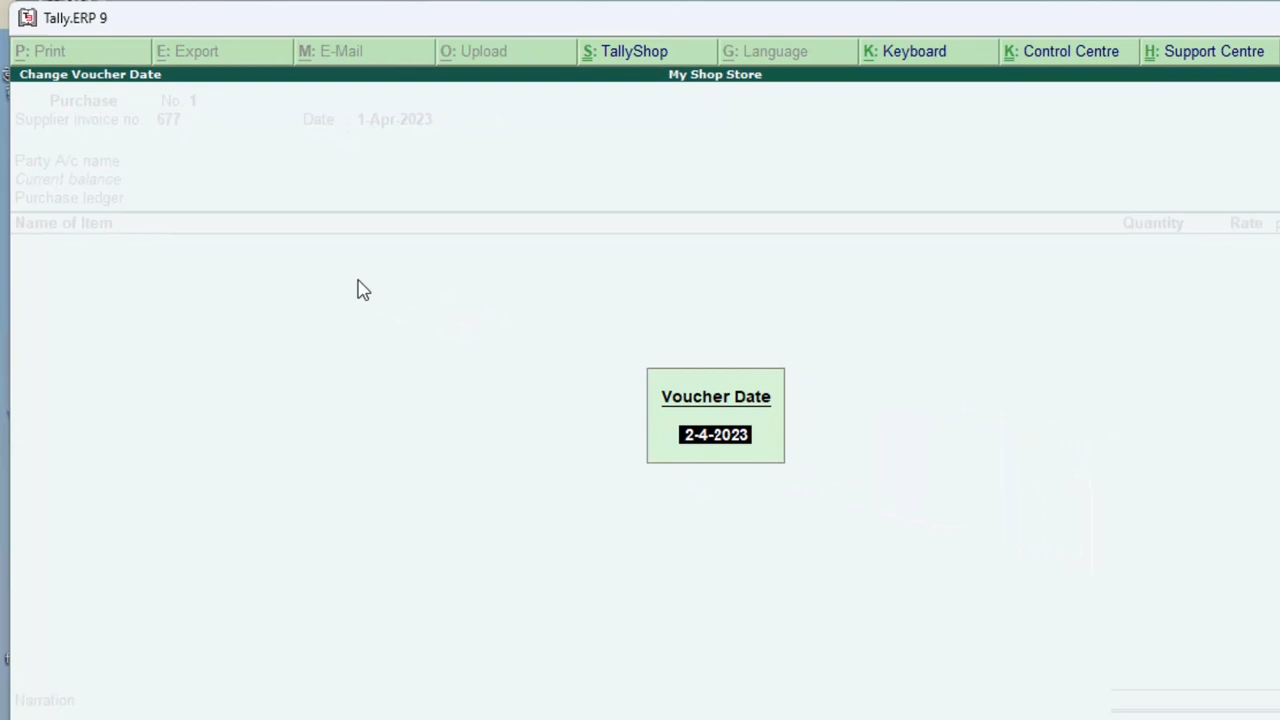 Tally.ERP 9
P: Print E: Export M: E-Mail O: Upload S: TallyShop G: Language K: Keyboard K: Control Centre H: Support Centre
Change Voucher Date My Shop Store
Purchase No. 1
Supplier invoice no. 677 Date : 1-Apr-2023
Party A/c name
Current balance
Purchase ledger
Name of Item Quantity Rate
Voucher Date
2-4-2023
Narration